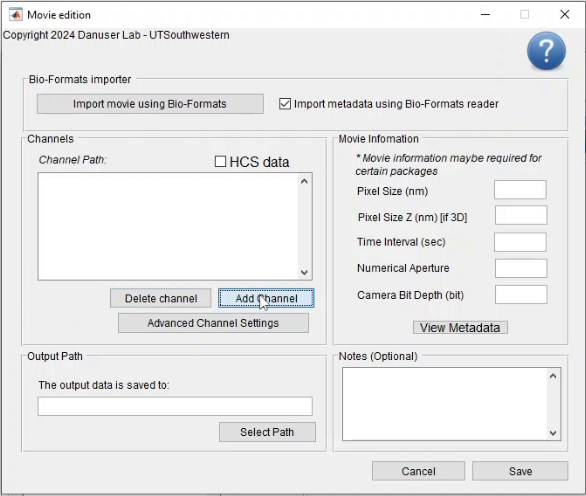 Movie edition
Copyright 2024 Danuser Lab - UTSouthwestern
?
Bio-Formats importer
Import movie using Bio-Formats
Import metadata using Bio-Formats reader
Channels
Channel Path:
HCS data
Delete channel
Add Channel
Advanced Channel Settings
Movie Infomation
* Movie information maybe required for
certain packages
Pixel Size (nm)
Pixel Size Z (nm) [if 3D]
Time Interval (sec)
Numerical Aperture
Camera Bit Depth (bit)
View Metadata
Output Path
The output data is saved to:
Select Path
Notes (Optional)
Cancel
Save